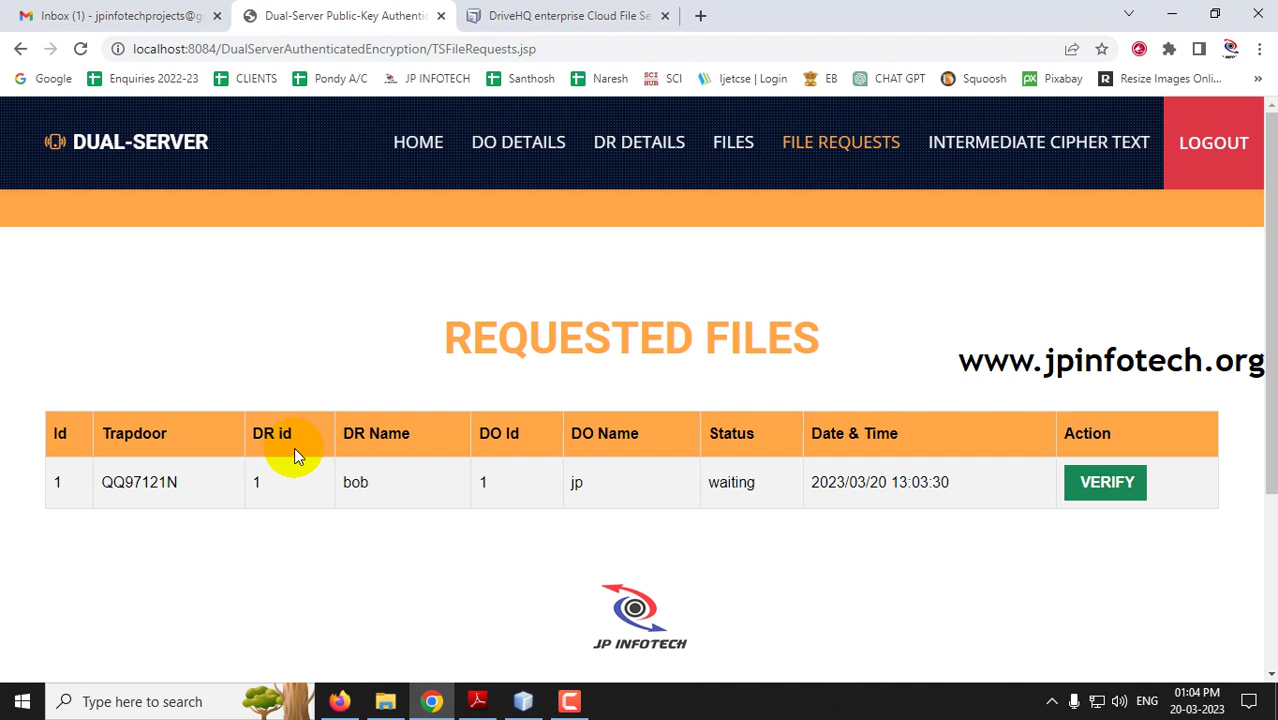 Inbox (1) - jpinfotechprojects@g
Dual-Server Public-Key Authentic
DriveHQ enterprise Cloud File Se
localhost:8084/DualServerAuthenticatedEncryption/TSFileRequests.jsp
Google Enquiries 2022-23 CLIENTS Pondy A/C JP INFOTECH Santhosh Naresh SCI HUB SCI Ijetcse | Login EB CHAT GPT Squoosh px Pixabay R Resize Images Onli... »
DUAL-SERVER HOME DO DETAILS DR DETAILS FILES FILE REQUESTS INTERMEDIATE CIPHER TEXT LOGOUT
REQUESTED FILES
www.jpinfotech.org
Id Trapdoor DR id DR Name DO Id DO Name Status Date & Time Action
1 QQ97121N 1 bob 1 jp waiting 2023/03/20 13:03:30 VERIFY
JP INFOTECH
Type here to search
ENG
01:04 PM
20-03-2023